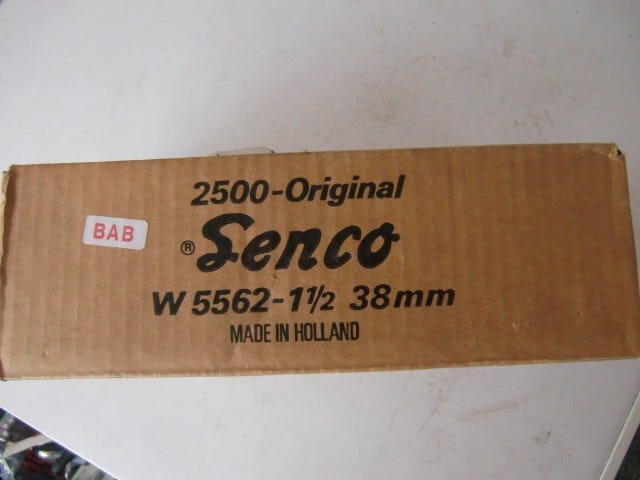 2500-Original
BAB
® Senco
W 5562-1½ 38mm
MADE IN HOLLAND